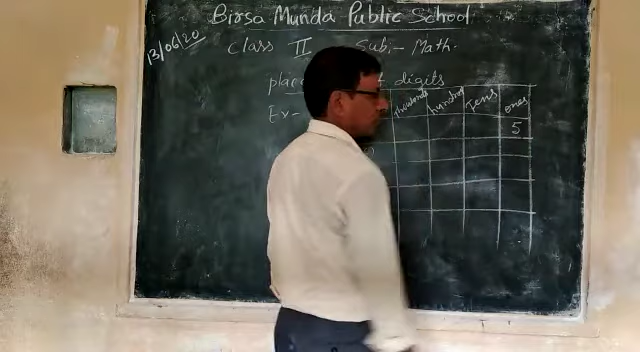 Birsa Munda Public School
13/06/20
Class II Sub:- Math.
place digits
Ex-
Thousands Hundred Tens ones
5